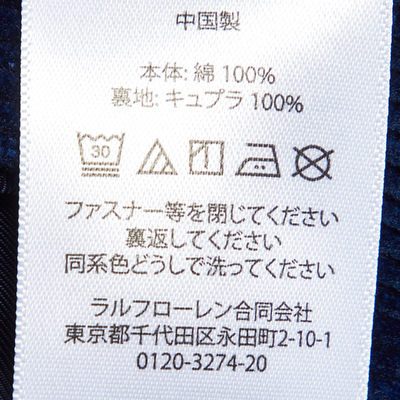 中国製
本体: 綿 100%
裏地: キュプラ 100%
30
ファスナー等を閉じてください
裏返してください
同系色どうしで洗ってください
ラルフローレン合同会社
東京都千代田区永田町2-10-1
0120-3274-20